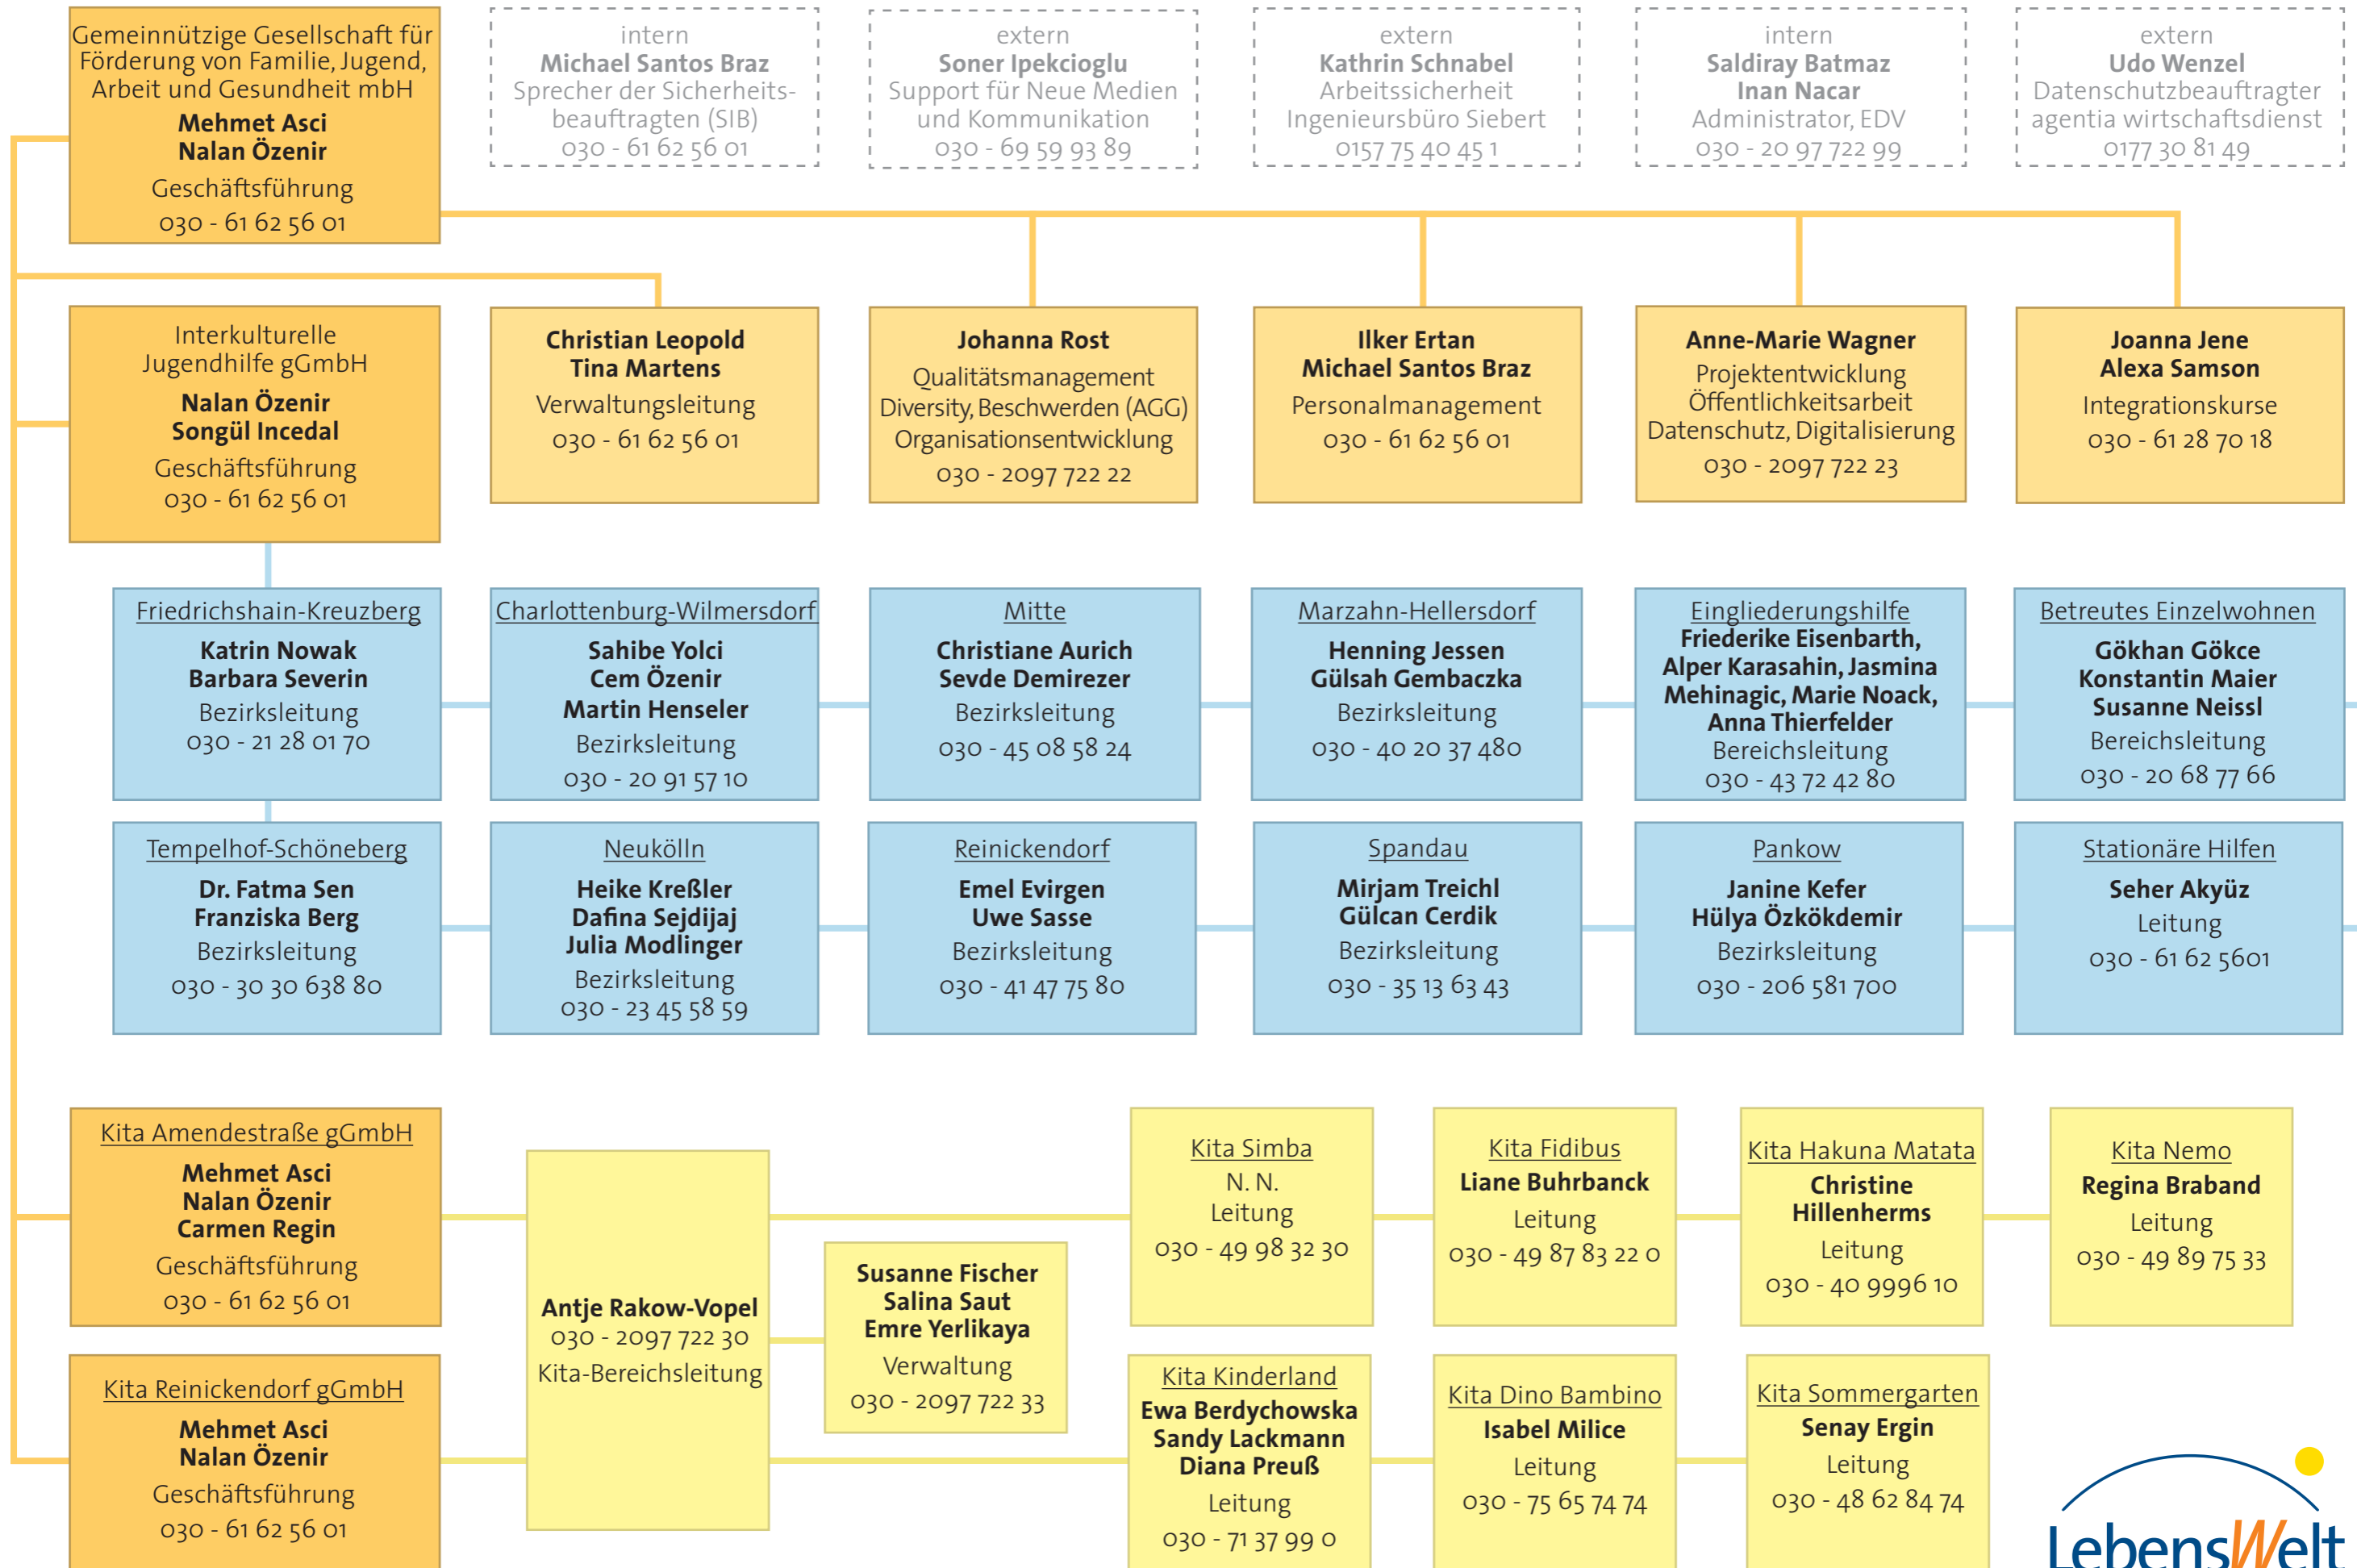 Gemeinnützige Gesellschaft für
Förderung von Familie, Jugend,
Arbeit und Gesundheit mbH
Mehmet Asci
Nalan Özenir
Geschäftsführung
030 - 61 62 56 01
intern
Michael Santos Braz
Sprecher der Sicherheits-
beauftragten (SIB)
030 - 61 62 56 01
extern
Soner Ipekcioglu
Support für Neue Medien
und Kommunikation
030 - 69 59 93 89
extern
Kathrin Schnabel
Arbeitssicherheit
Ingenieursbüro Siebert
0157 75 40 45 1
intern
Saldiray Batmaz
Inan Nacar
Administrator, EDV
030 - 20 97 722 99
extern
Udo Wenzel
Datenschutzbeauftragter
agentia wirtschaftsdienst
0177 30 81 49
Interkulturelle
Jugendhilfe gGmbH
Nalan Özenir
Songül Incedal
Geschäftsführung
030 - 61 62 56 01
Christian Leopold
Tina Martens
Verwaltungsleitung
030 - 61 62 56 01
Johanna Rost
Qualitätsmanagement
Diversity, Beschwerden (AGG)
Organisationsentwicklung
030 - 2097 722 22
Ilker Ertan
Michael Santos Braz
Personalmanagement
030 - 61 62 56 01
Anne-Marie Wagner
Projektentwicklung
Öffentlichkeitsarbeit
Datenschutz, Digitalisierung
030 - 2097 722 23
Joanna Jene
Alexa Samson
Integrationskurse
030 - 61 28 70 18
Friedrichshain-Kreuzberg
Katrin Nowak
Barbara Severin
Bezirksleitung
030 - 21 28 01 70
Charlottenburg-Wilmersdorf
Sahibe Yolci
Cem Özenir
Martin Henseler
Bezirksleitung
030 - 20 91 57 10
Mitte
Christiane Aurich
Sevde Demirezer
Bezirksleitung
030 - 45 08 58 24
Marzahn-Hellersdorf
Henning Jessen
Gülsah Gembaczka
Bezirksleitung
030 - 40 20 37 480
Eingliederungshilfe
Friederike Eisenbarth,
Alper Karasahin, Jasmina
Mehinagic, Marie Noack,
Anna Thierfelder
Bereichsleitung
030 - 43 72 42 80
Betreutes Einzelwohnen
Gökhan Gökce
Konstantin Maier
Susanne Neissl
Bereichsleitung
030 - 20 68 77 66
Tempelhof-Schöneberg
Dr. Fatma Sen
Franziska Berg
Bezirksleitung
030 - 30 30 638 80
Neukölln
Heike Kreßler
Dafina Sejdijaj
Julia Modlinger
Bezirksleitung
030 - 23 45 58 59
Reinickendorf
Emel Evirgen
Uwe Sasse
Bezirksleitung
030 - 41 47 75 80
Spandau
Mirjam Treichl
Gülcan Cerdik
Bezirksleitung
030 - 35 13 63 43
Pankow
Janine Kefer
Hülya Özkökdemir
Bezirksleitung
030 - 206 581 700
Stationäre Hilfen
Seher Akyüz
Leitung
030 - 61 62 5601
Kita Amendestraße gGmbH
Mehmet Asci
Nalan Özenir
Carmen Regin
Geschäftsführung
030 - 61 62 56 01
Kita Reinickendorf gGmbH
Mehmet Asci
Nalan Özenir
Geschäftsführung
030 - 61 62 56 01
Antje Rakow-Vopel
030 - 2097 722 30
Kita-Bereichsleitung
Susanne Fischer
Salina Saut
Emre Yerlikaya
Verwaltung
030 - 2097 722 33
Kita Simba
N. N.
Leitung
030 - 49 98 32 30
Kita Fidibus
Liane Buhrbanck
Leitung
030 - 49 87 83 22 0
Kita Hakuna Matata
Christine
Hillenherms
Leitung
030 - 40 9996 10
Kita Nemo
Regina Braband
Leitung
030 - 49 89 75 33
Kita Kinderland
Ewa Berdychowska
Sandy Lackmann
Diana Preuß
Leitung
030 - 71 37 99 0
Kita Dino Bambino
Isabel Milice
Leitung
030 - 75 65 74 74
Kita Sommergarten
Senay Ergin
Leitung
030 - 48 62 84 74
LebensWelt